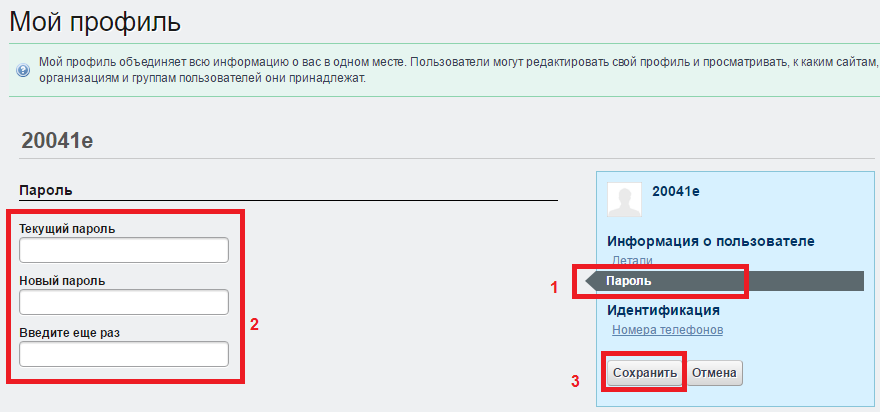 Мой профиль
Мой профиль объединяет всю информацию о вас в одном месте. Пользователи могут редактировать свой профиль и просматривать, к каким сайтам,
организациям и группам пользователей они принадлежат.
20041e
Пароль
Текущий пароль
Новый пароль
Введите еще раз
2
20041e
Информация о пользователе
Детали
1
Пароль
Идентификация
Номера телефонов
3
Сохранить
Отмена